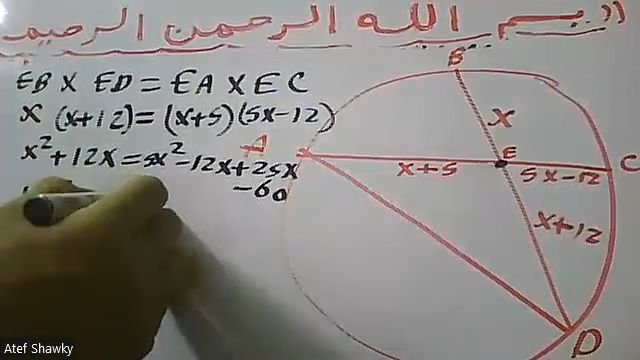 بسم الله الرحمن الرحيم
EB × ED = EA × EC
x (x+12) = (x+5)(5x-12)
x² + 12x = 5x² - 12x + 25x
-60
A
B
x
E
x+5
5x-12
C
x+12
D
Atef Shawky